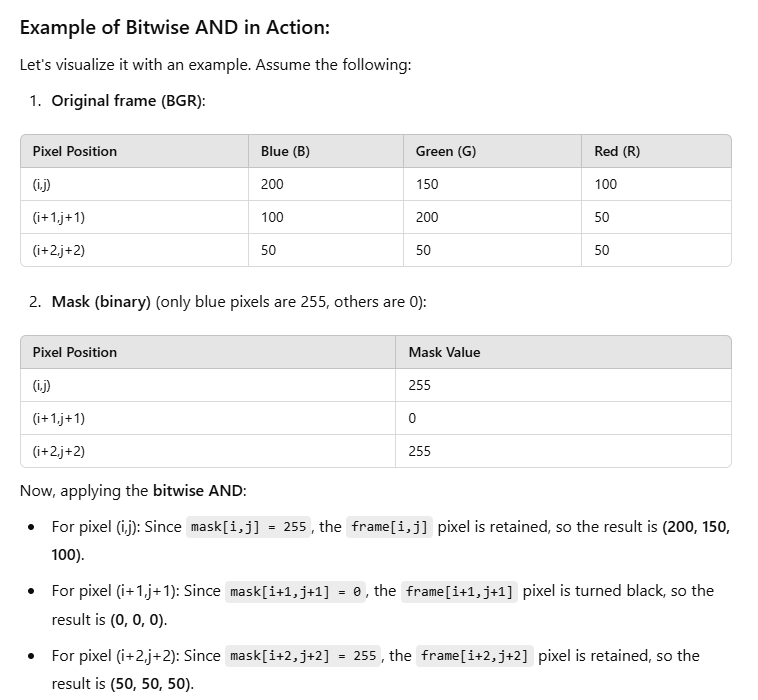 Example of Bitwise AND in Action:
Let's visualize it with an example. Assume the following:
1. Original frame (BGR):
Pixel Position Blue (B) Green (G) Red (R)
(i,j) 200 150 100
(i+1,j+1) 100 200 50
(i+2,j+2) 50 50 50
2. Mask (binary) (only blue pixels are 255, others are 0):
Pixel Position Mask Value
(i,j) 255
(i+1,j+1) 0
(i+2,j+2) 255
Now, applying the bitwise AND:
• For pixel (i,j): Since mask[i,j] = 255, the frame[i,j] pixel is retained, so the result is (200, 150,
100).
• For pixel (i+1,j+1): Since mask[i+1,j+1] = 0, the frame[i+1,j+1] pixel is turned black, so the
result is (0, 0, 0).
• For pixel (i+2,j+2): Since mask[i+2,j+2] = 255, the frame[i+2,j+2] pixel is retained, so the
result is (50, 50, 50).